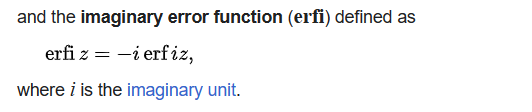 and the imaginary error function (erfi) defined as
erfi z = −i erf iz,
where i is the imaginary unit.